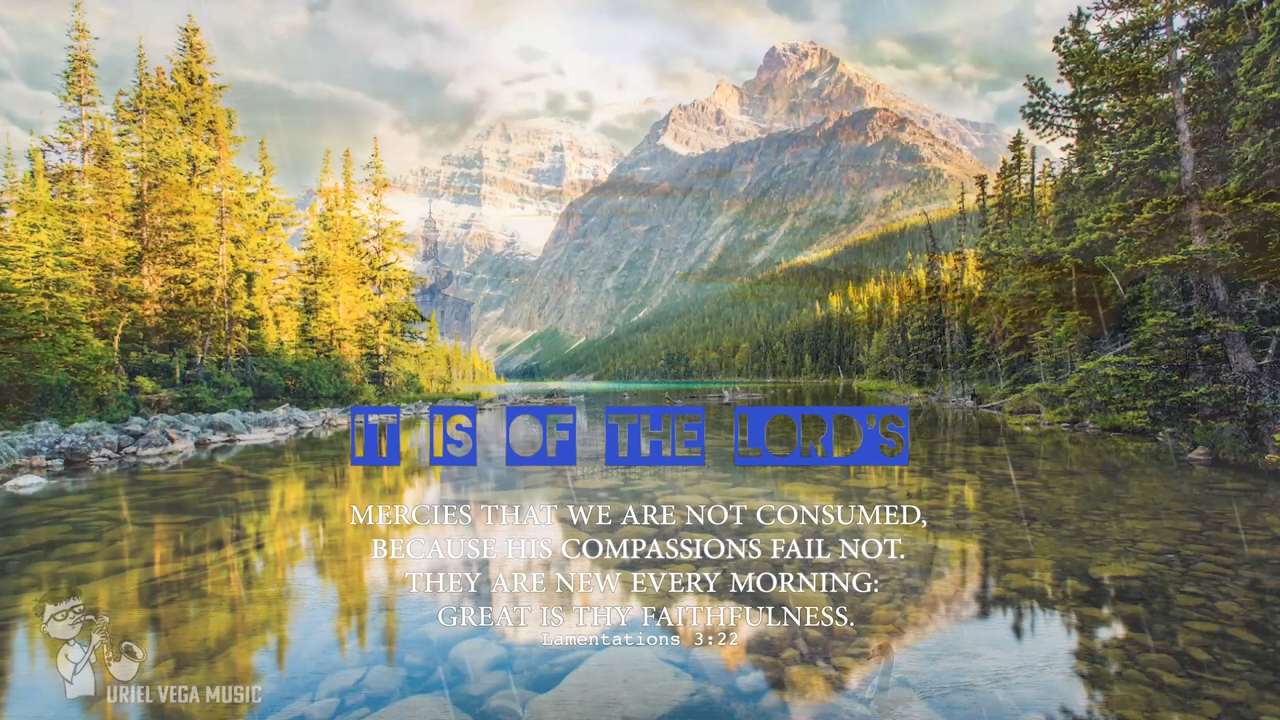 IT IS OF THE LORD'S
MERCIES THAT WE ARE NOT CONSUMED,
BECAUSE HIS COMPASSIONS FAIL NOT.
THEY ARE NEW EVERY MORNING:
GREAT IS THY FAITHFULNESS.
Lamentations 3:22
URIEL VEGA MUSIC